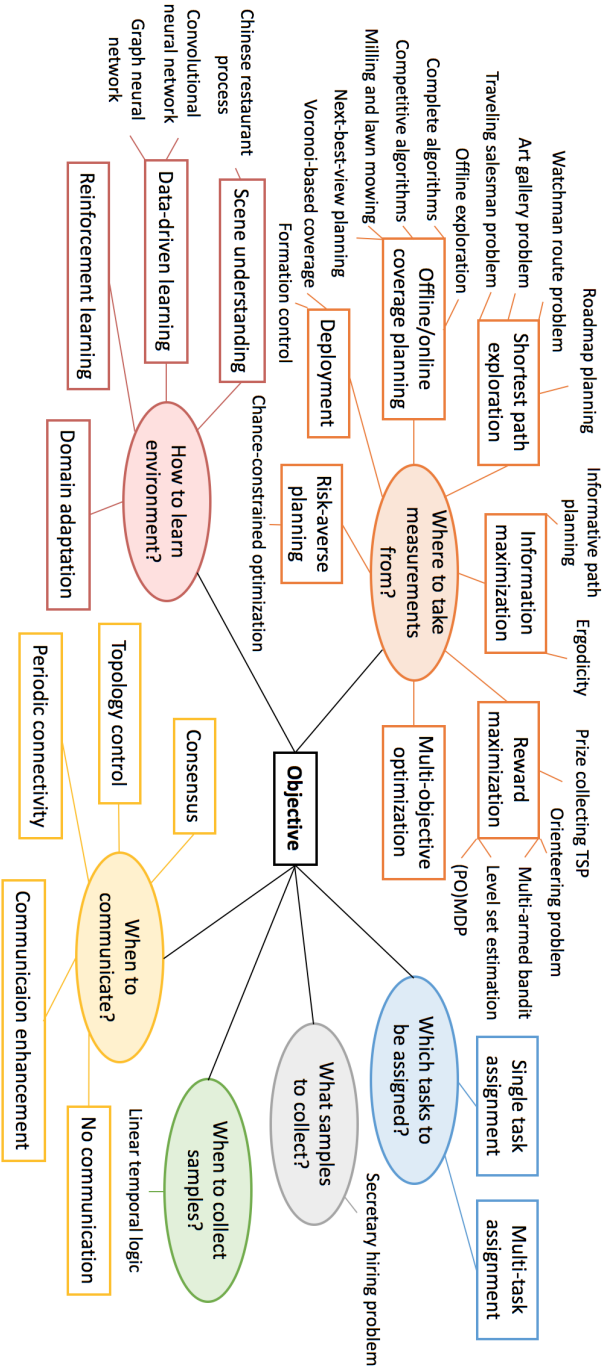 Roadmap planning
Watchman route problem
Art gallery problem
Traveling salesman problem
Shortest path
exploration
Offline exploration
Complete algorithms
Competitive algorithms
Milling and lawn mowing
Next-best-view planning
Offline/online
coverage planning
Voronoi-based coverage
Formation control
Deployment
Informative path
planning
Ergodicity
Information
maximization
Prize collecting TSP
Orienteering problem
Multi-armed bandit
Level set estimation
(PO)MDP
Reward
maximization
Where to take
measurements
from?
Risk-averse
planning
Chance-constrained optimization
Multi-objective
optimization
Single task
assignment
Multi-task
assignment
Which tasks to
be assigned?
Secretary hiring problem
What samples
to collect?
Objective
Chinese restaurant
process
Convolutional
neural network
Graph neural
network
Scene understanding
Data-driven learning
Reinforcement learning
How to learn
environment?
Domain adaptation
Consensus
Topology control
Periodic connectivity
When to
communicate?
Communicaion enhancement
No communication
When to collect
samples?
Linear temporal logic